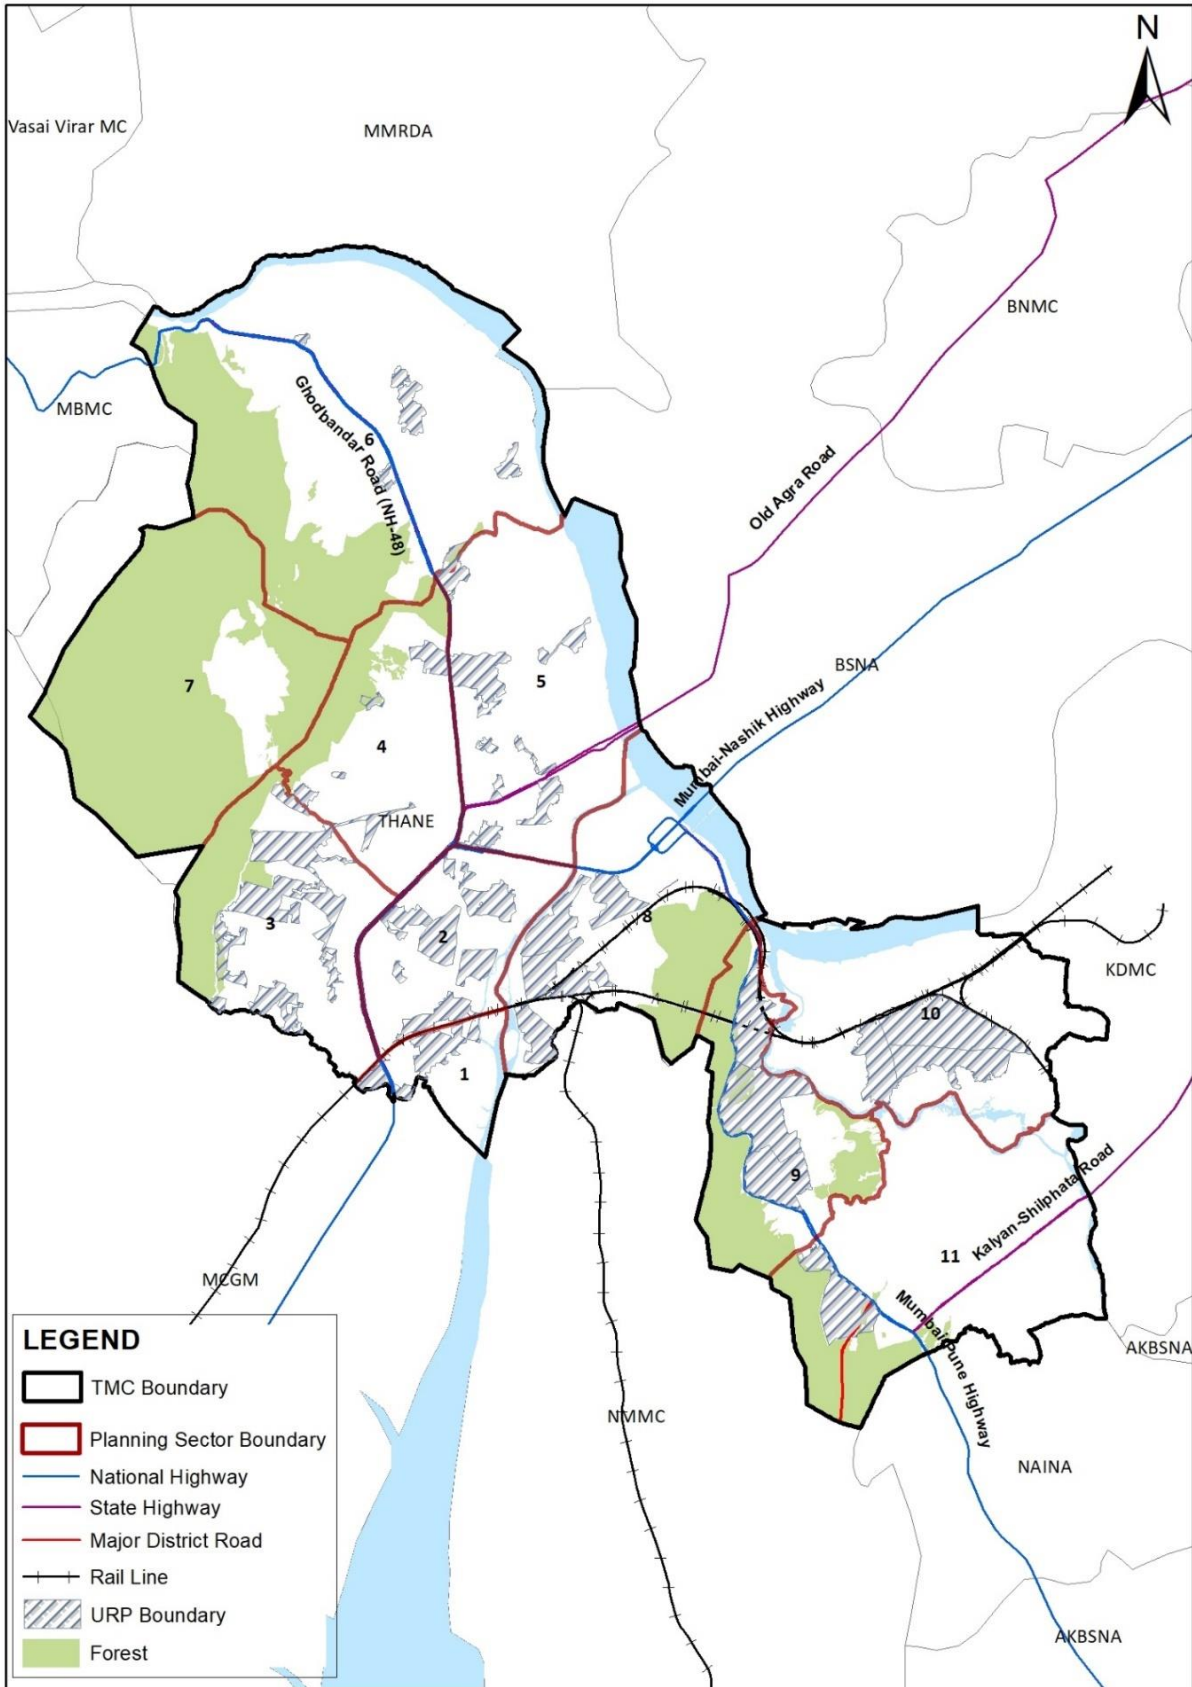 N
Vasai Virar MC
MMRDA
BNMC
MBMC
Ghodbandar Road (NH-48)
6
Old Agra Road
BSNA
7
5
4
Mumbai-Nashik Highway
THANE
3
2
8
KDMC
10
1
9
Kalyan-Shilphata Road
11
MCGM
Mumbai-Pune Highway
AKBSNA
NMMC
NAINA
AKBSNA
LEGEND
TMC Boundary
Planning Sector Boundary
National Highway
State Highway
Major District Road
Rail Line
URP Boundary
Forest